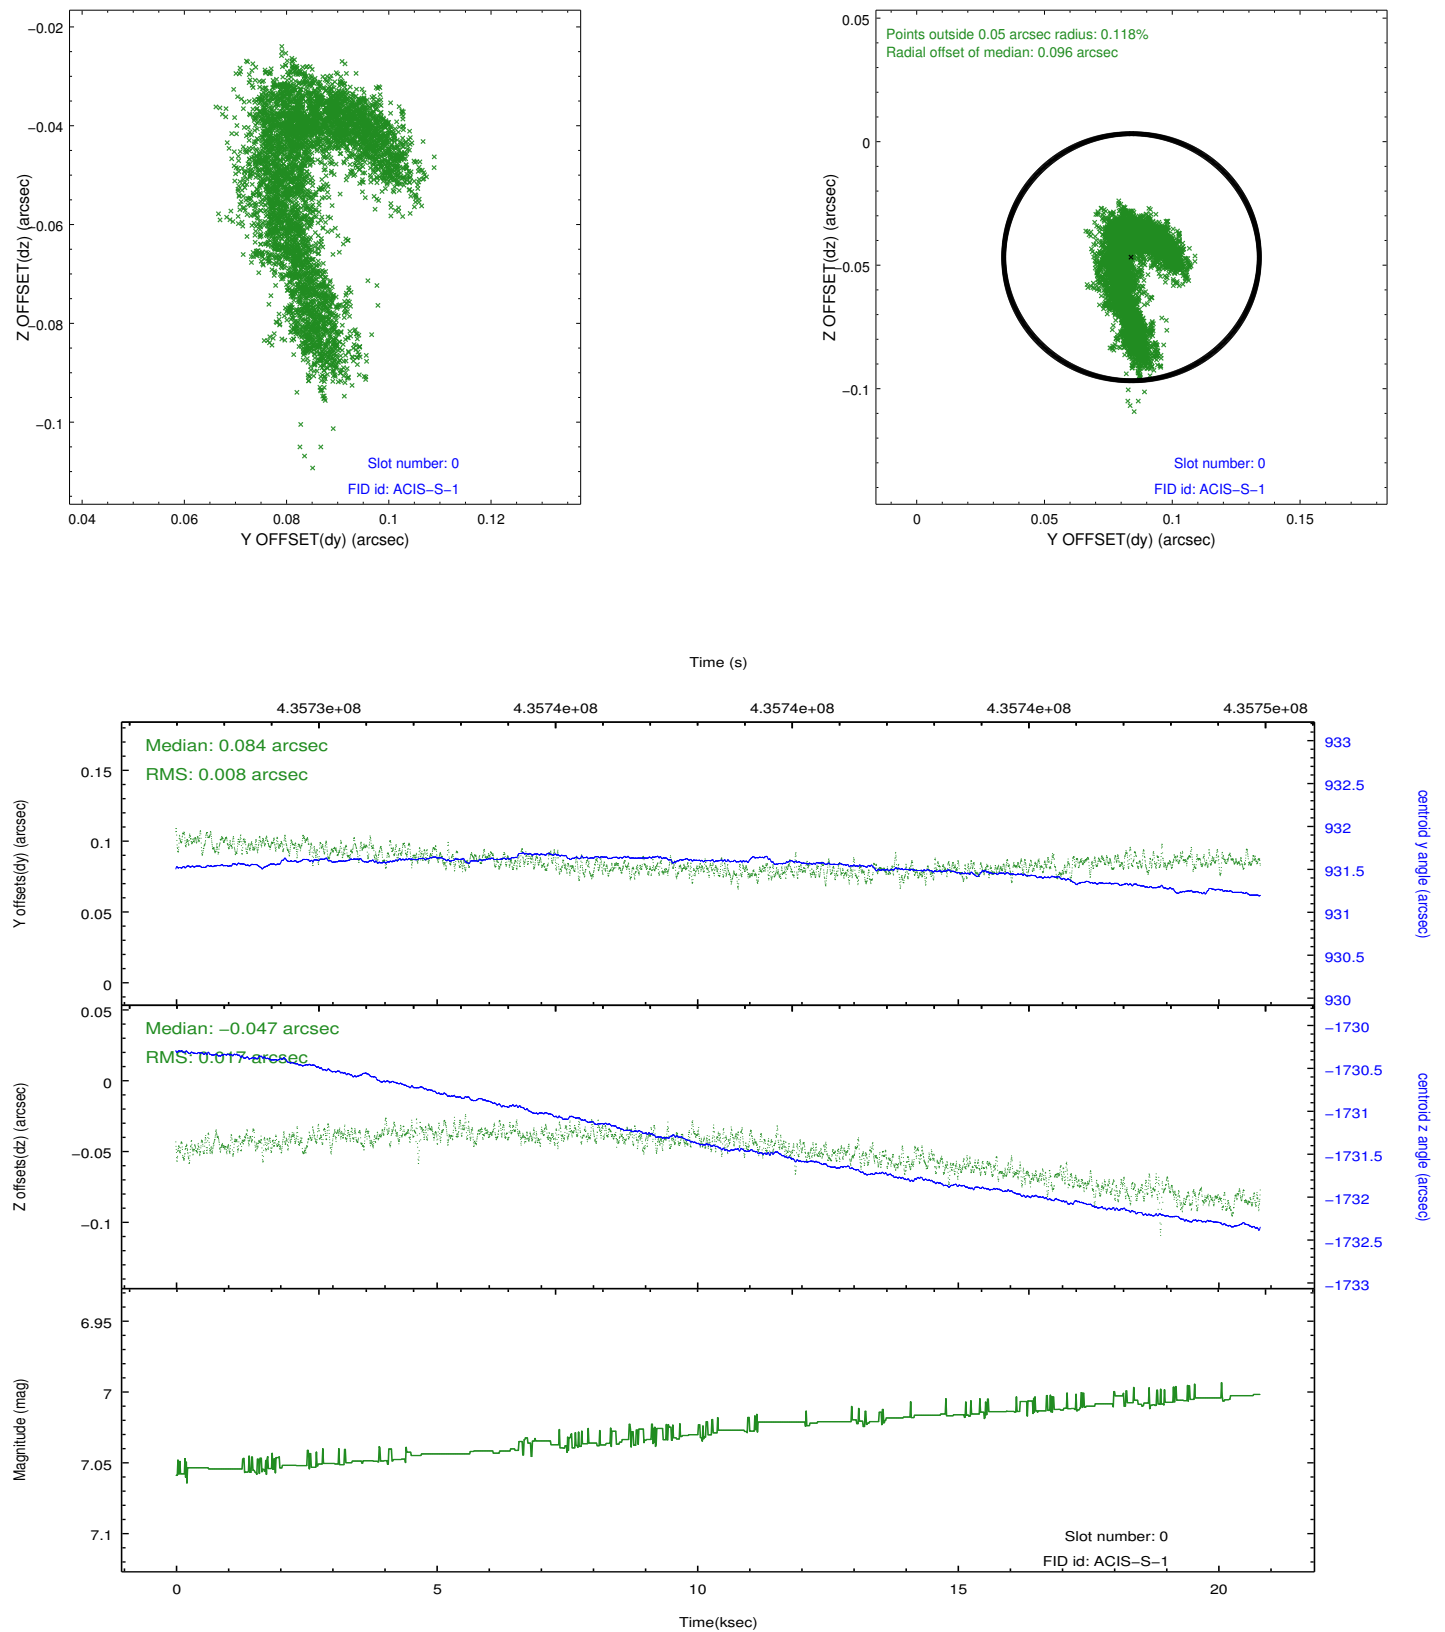 −0.02
−0.04
−0.06
−0.08
−0.1
Z OFFSET(dz) (arcsec)
Slot number: 0
FID id: ACIS−S−1
0.04 0.06 0.08 0.1 0.12
Y OFFSET(dy) (arcsec)
0.05
0
−0.05
−0.1
Z OFFSET(dz) (arcsec)
Points outside 0.05 arcsec radius: 0.118%
Radial offset of median: 0.096 arcsec
Slot number: 0
FID id: ACIS−S−1
0 0.05 0.1 0.15
Y OFFSET(dy) (arcsec)
Time (s)
4.3573e+08 4.3574e+08 4.3574e+08 4.3574e+08 4.3575e+08
Median: 0.084 arcsec
RMS: 0.008 arcsec
0.15
0.1
0.05
0
Y offsets(dy) (arcsec)
933
932.5
932
931.5
931
930.5
930
centroid y angle (arcsec)
Median: −0.047 arcsec
RMS: 0.017 arcsec
0.05
0
−0.05
−0.1
Z offsets(dz) (arcsec)
−1730
−1730.5
−1731
−1731.5
−1732
−1732.5
−1733
centroid z angle (arcsec)
6.95
7
7.05
7.1
Magnitude (mag)
Slot number: 0
FID id: ACIS−S−1
0 5 10 15 20
Time(ksec)